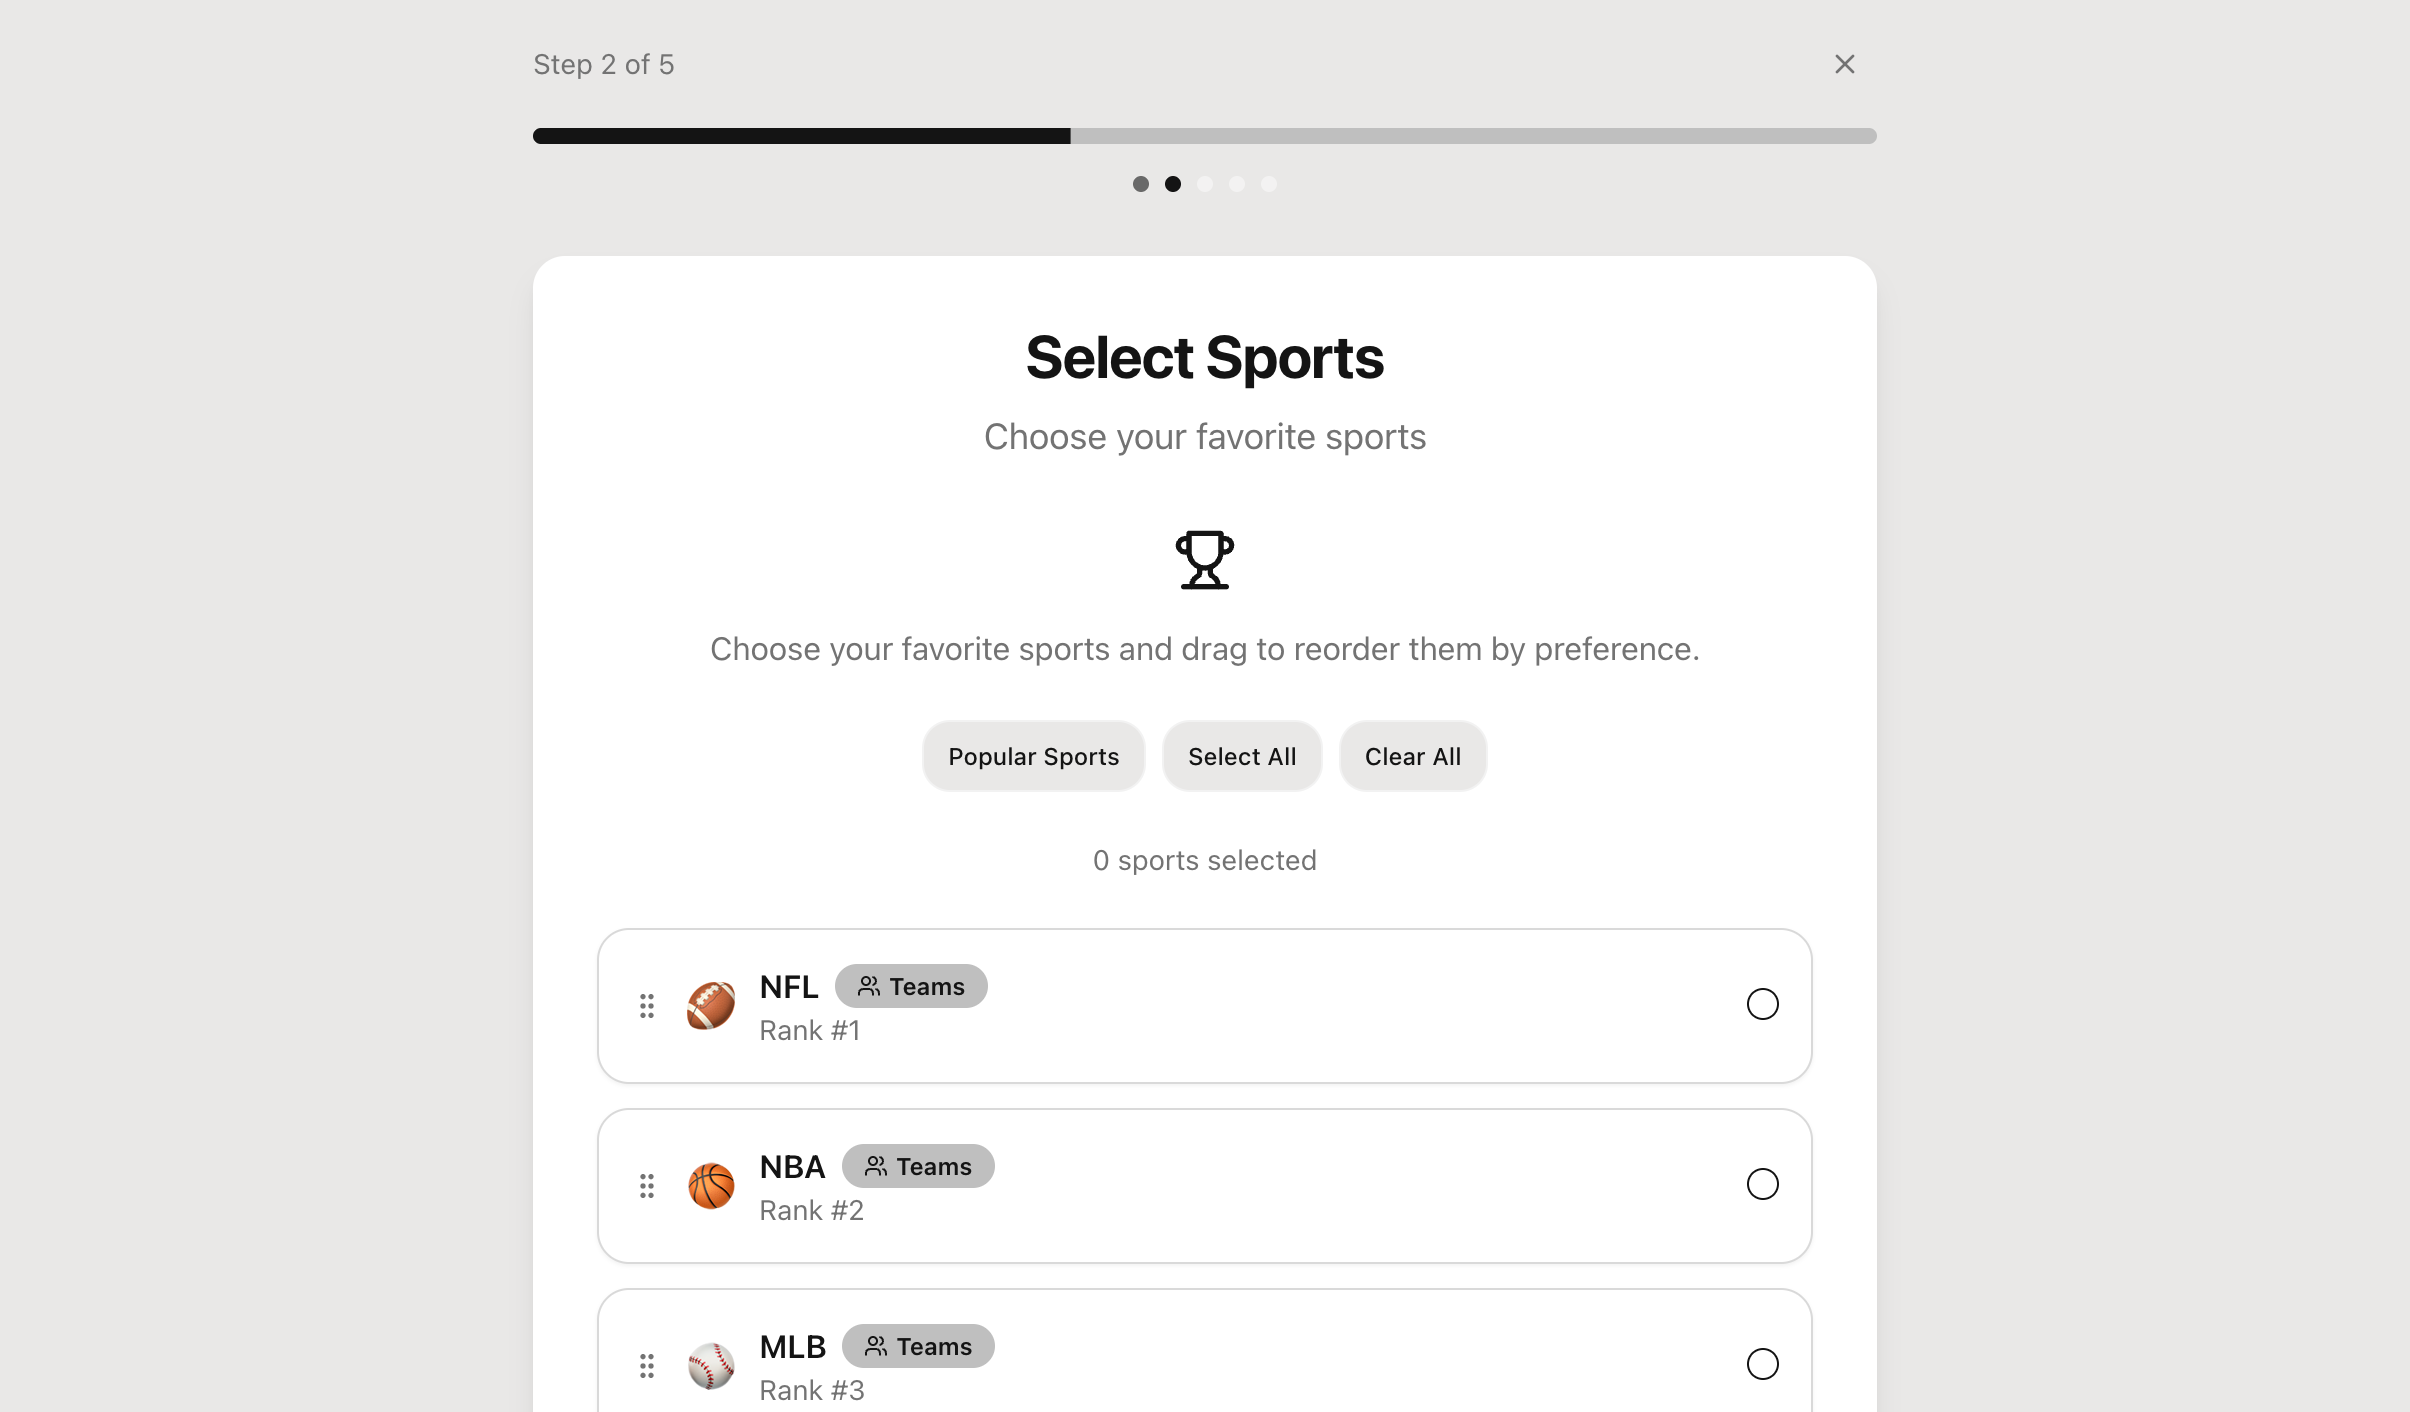 Step 2 of 5
Select Sports
Choose your favorite sports
Choose your favorite sports and drag to reorder them by preference.
Popular Sports Select All Clear All
0 sports selected
NFL Teams
Rank #1
NBA Teams
Rank #2
MLB Teams
Rank #3